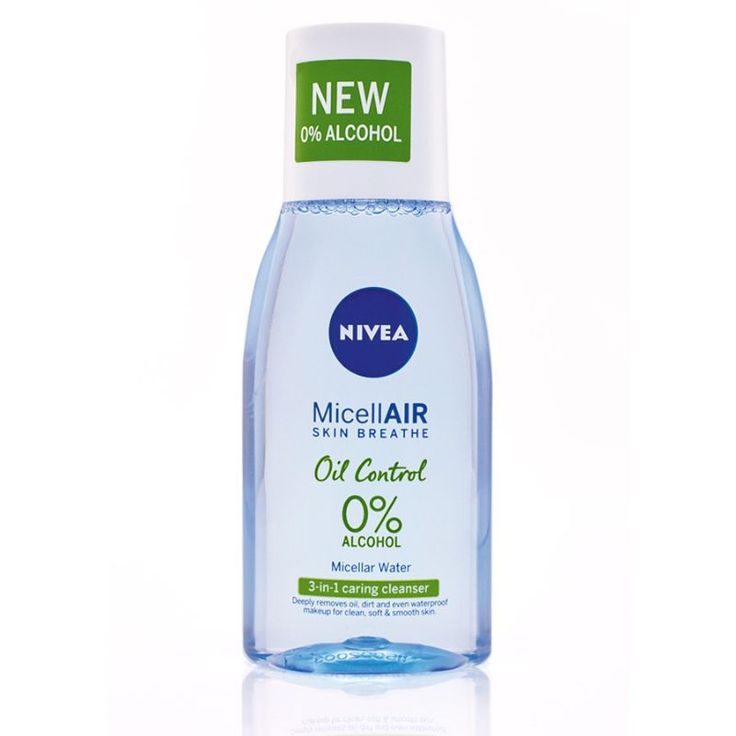 NEW
0% ALCOHOL
NIVEA
MicellAIR
SKIN BREATHE
Oil Control
0%
ALCOHOL
Micellar Water
3-in-1 caring cleanser
Deeply removes oil, dirt and even waterproof
makeup for clean, soft & smooth skin.